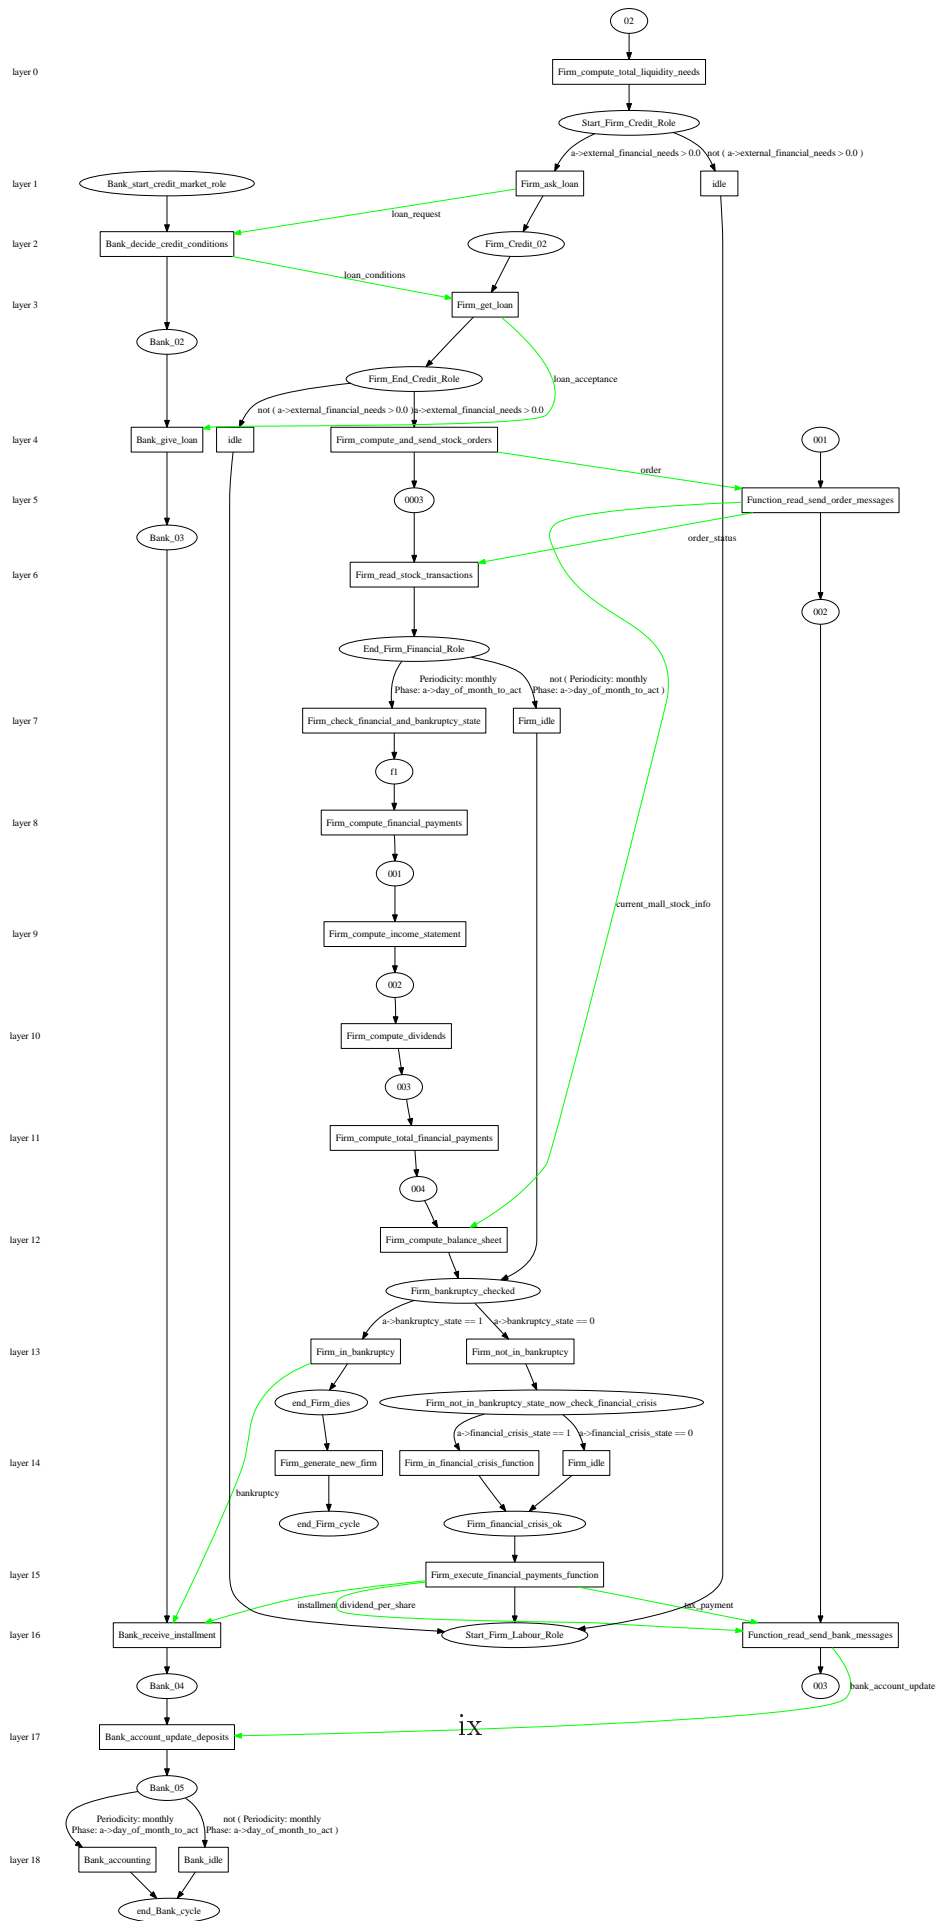 02
layer 0
Firm_compute_total_liquidity_needs
Start_Firm_Credit_Role
a->external_financial_needs > 0.0
not ( a->external_financial_needs > 0.0 )
layer 1
Bank_start_credit_market_role
Firm_ask_loan
idle
loan_request
layer 2
Bank_decide_credit_conditions
Firm_Credit_02
loan_conditions
layer 3
Firm_get_loan
Bank_02
Firm_End_Credit_Role
loan_acceptance
not ( a->external_financial_needs > 0.0 )
a->external_financial_needs > 0.0
layer 4
Bank_give_loan
idle
Firm_compute_and_send_stock_orders
001
order
layer 5
0003
Function_read_send_order_messages
Bank_03
order_status
layer 6
Firm_read_stock_transactions
002
End_Firm_Financial_Role
Periodicity: monthly
Phase: a->day_of_month_to_act
not ( Periodicity: monthly
Phase: a->day_of_month_to_act )
layer 7
Firm_check_financial_and_bankruptcy_state
Firm_idle
f1
layer 8
Firm_compute_financial_payments
001
current_mall_stock_info
layer 9
Firm_compute_income_statement
002
layer 10
Firm_compute_dividends
003
layer 11
Firm_compute_total_financial_payments
004
layer 12
Firm_compute_balance_sheet
Firm_bankruptcy_checked
a->bankruptcy_state == 1
a->bankruptcy_state == 0
layer 13
Firm_in_bankruptcy
Firm_not_in_bankruptcy
end_Firm_dies
Firm_not_in_bankruptcy_state_now_check_financial_crisis
a->financial_crisis_state == 1
a->financial_crisis_state == 0
layer 14
Firm_generate_new_firm
Firm_in_financial_crisis_function
Firm_idle
bankruptcy
end_Firm_cycle
Firm_financial_crisis_ok
layer 15
Firm_execute_financial_payments_function
installment
dividend_per_share
tax_payment
layer 16
Bank_receive_installment
Start_Firm_Labour_Role
Function_read_send_bank_messages
Bank_04
003
bank_account_update
ix
layer 17
Bank_account_update_deposits
Bank_05
Periodicity: monthly
Phase: a->day_of_month_to_act
not ( Periodicity: monthly
Phase: a->day_of_month_to_act )
layer 18
Bank_accounting
Bank_idle
end_Bank_cycle